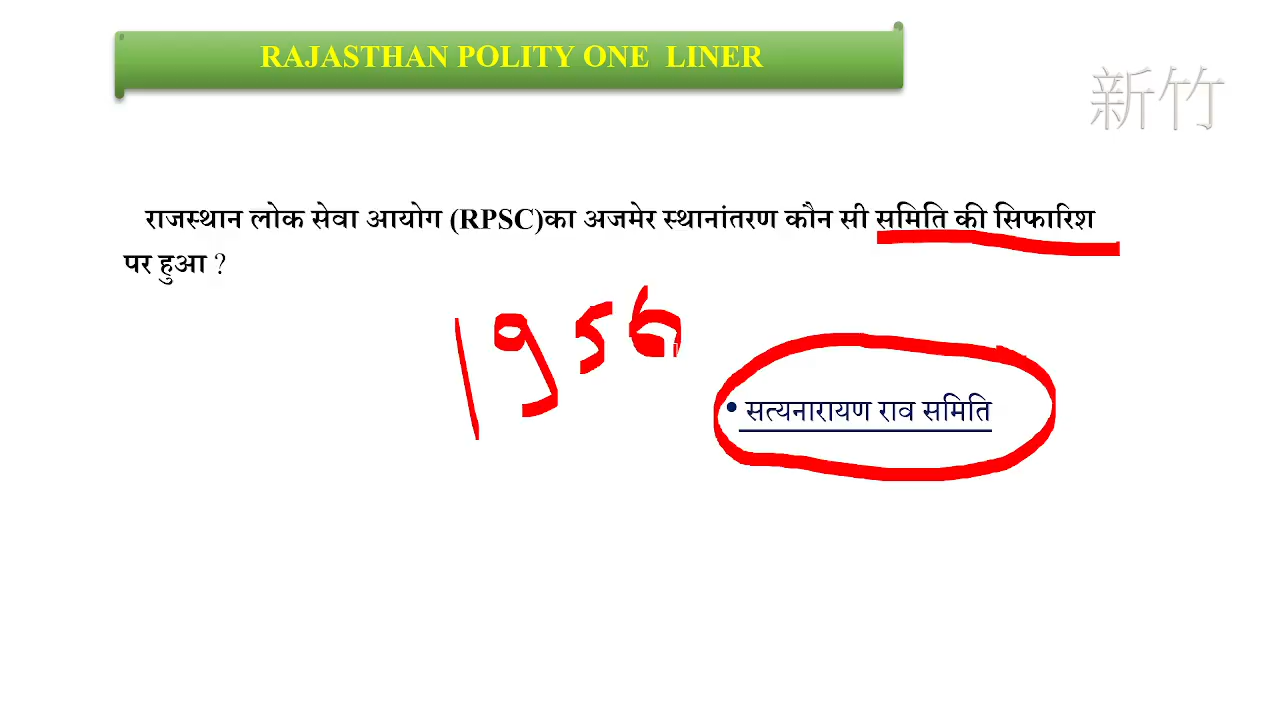 RAJASTHAN POLITY ONE LINER
新竹
राजस्थान लोक सेवा आयोग (RPSC)का अजमेर स्थानांतरण कौन सी समिति की सिफारिश
पर हुआ ?
1956
• सत्यनारायण राव समिति